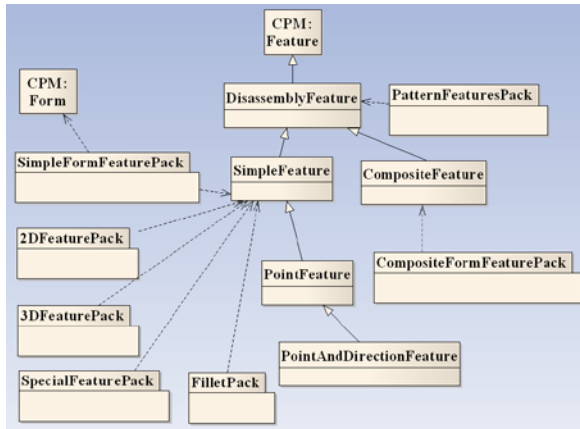 CPM:
Feature
CPM:
Form
DisassemblyFeature
PatternFeaturesPack
SimpleFormFeaturePack
SimpleFeature
CompositeFeature
2DFeaturePack
PointFeature
CompositeFormFeaturePack
3DFeaturePack
PointAndDirectionFeature
SpecialFeaturePack
FilletPack